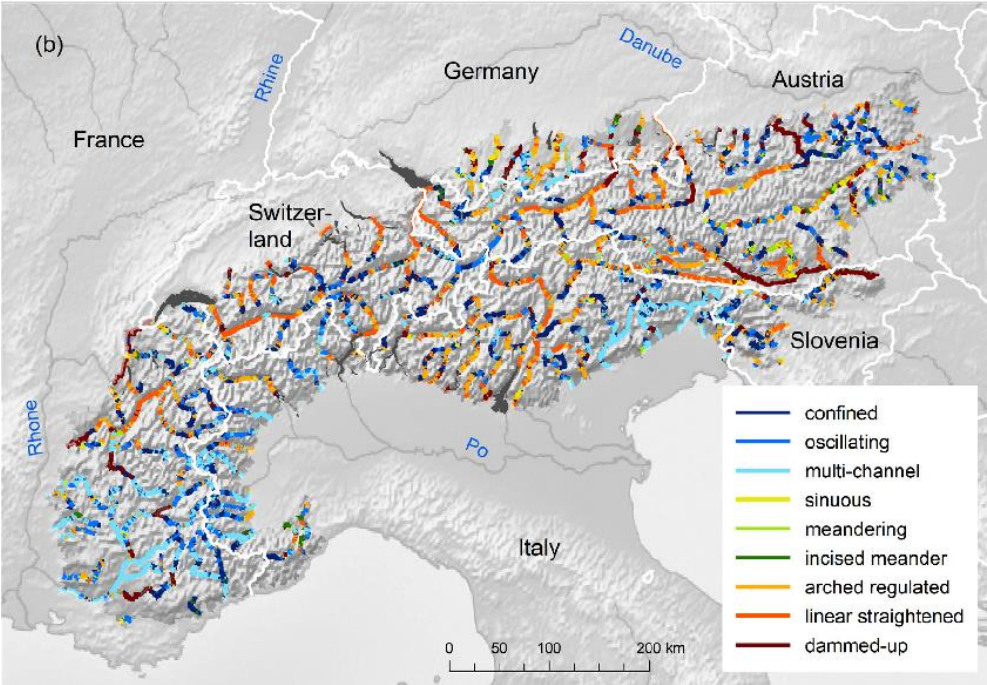 (b)
Rhine
Germany
Danube
Austria
France
Switzer-
land
Slovenia
Rhone
Po
Italy
confined
oscillating
multi-channel
sinuous
meandering
incised meander
arched regulated
linear straightened
dammed-up
0 50 100 200 km